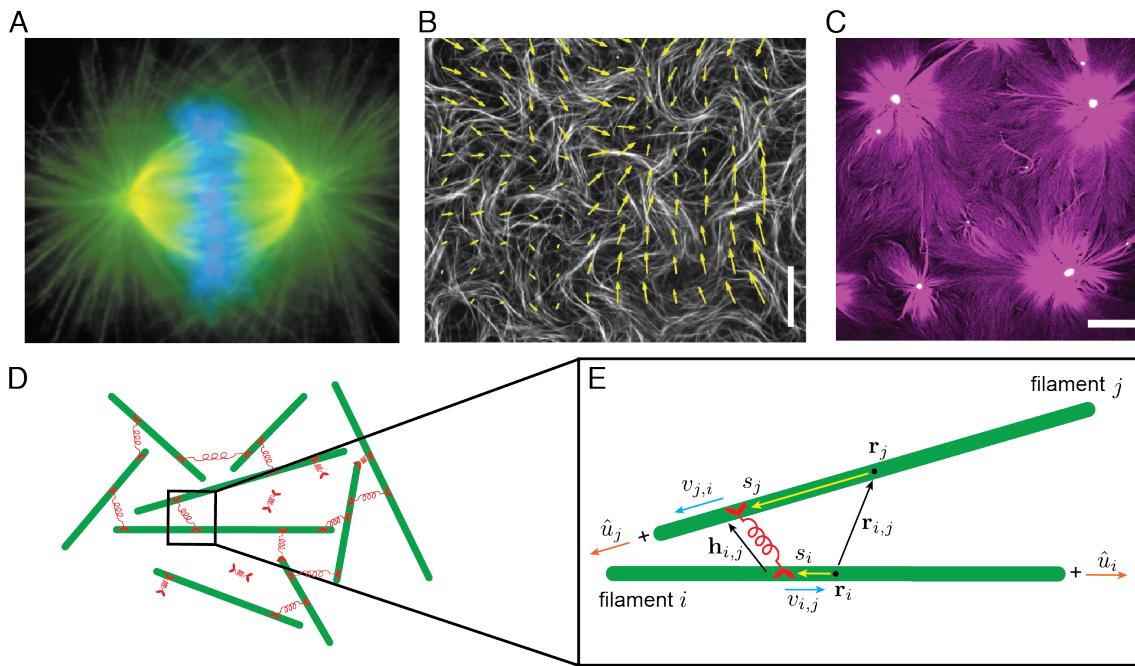 A
B
C
D
E
filament j
r_j
s_j
v_{j,i}
û_j
+
h_{i,j}
r_{i,j}
s_i
+
û_i
filament i
v_{i,j}
r_i